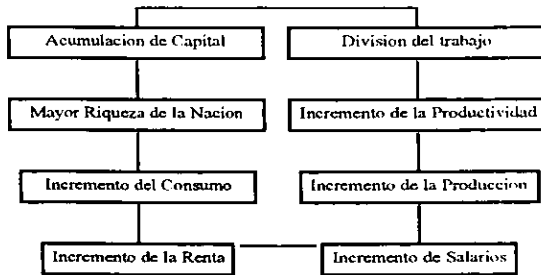 Acumulacion de Capital
Division del trabajo
Mayor Riqueza de la Nacion
Incremento de la Productividad
Incremento del Consumo
Incremento de la Produccion
Incremento de la Renta
Incremento de Salarios